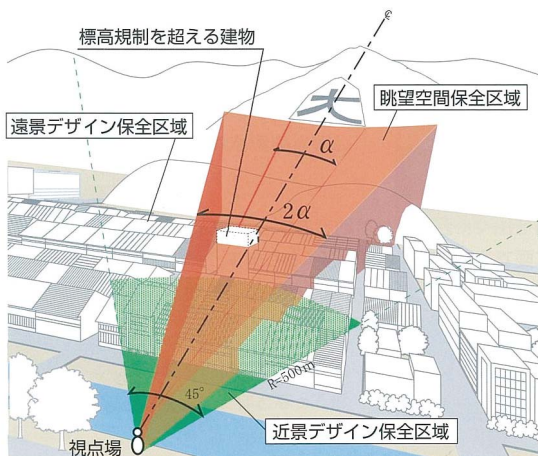 ℄
標高規制を超える建物
大
眺望空間保全区域
遠景デザイン保全区域
α
2α
R=500m
45°
近景デザイン保全区域
視点場